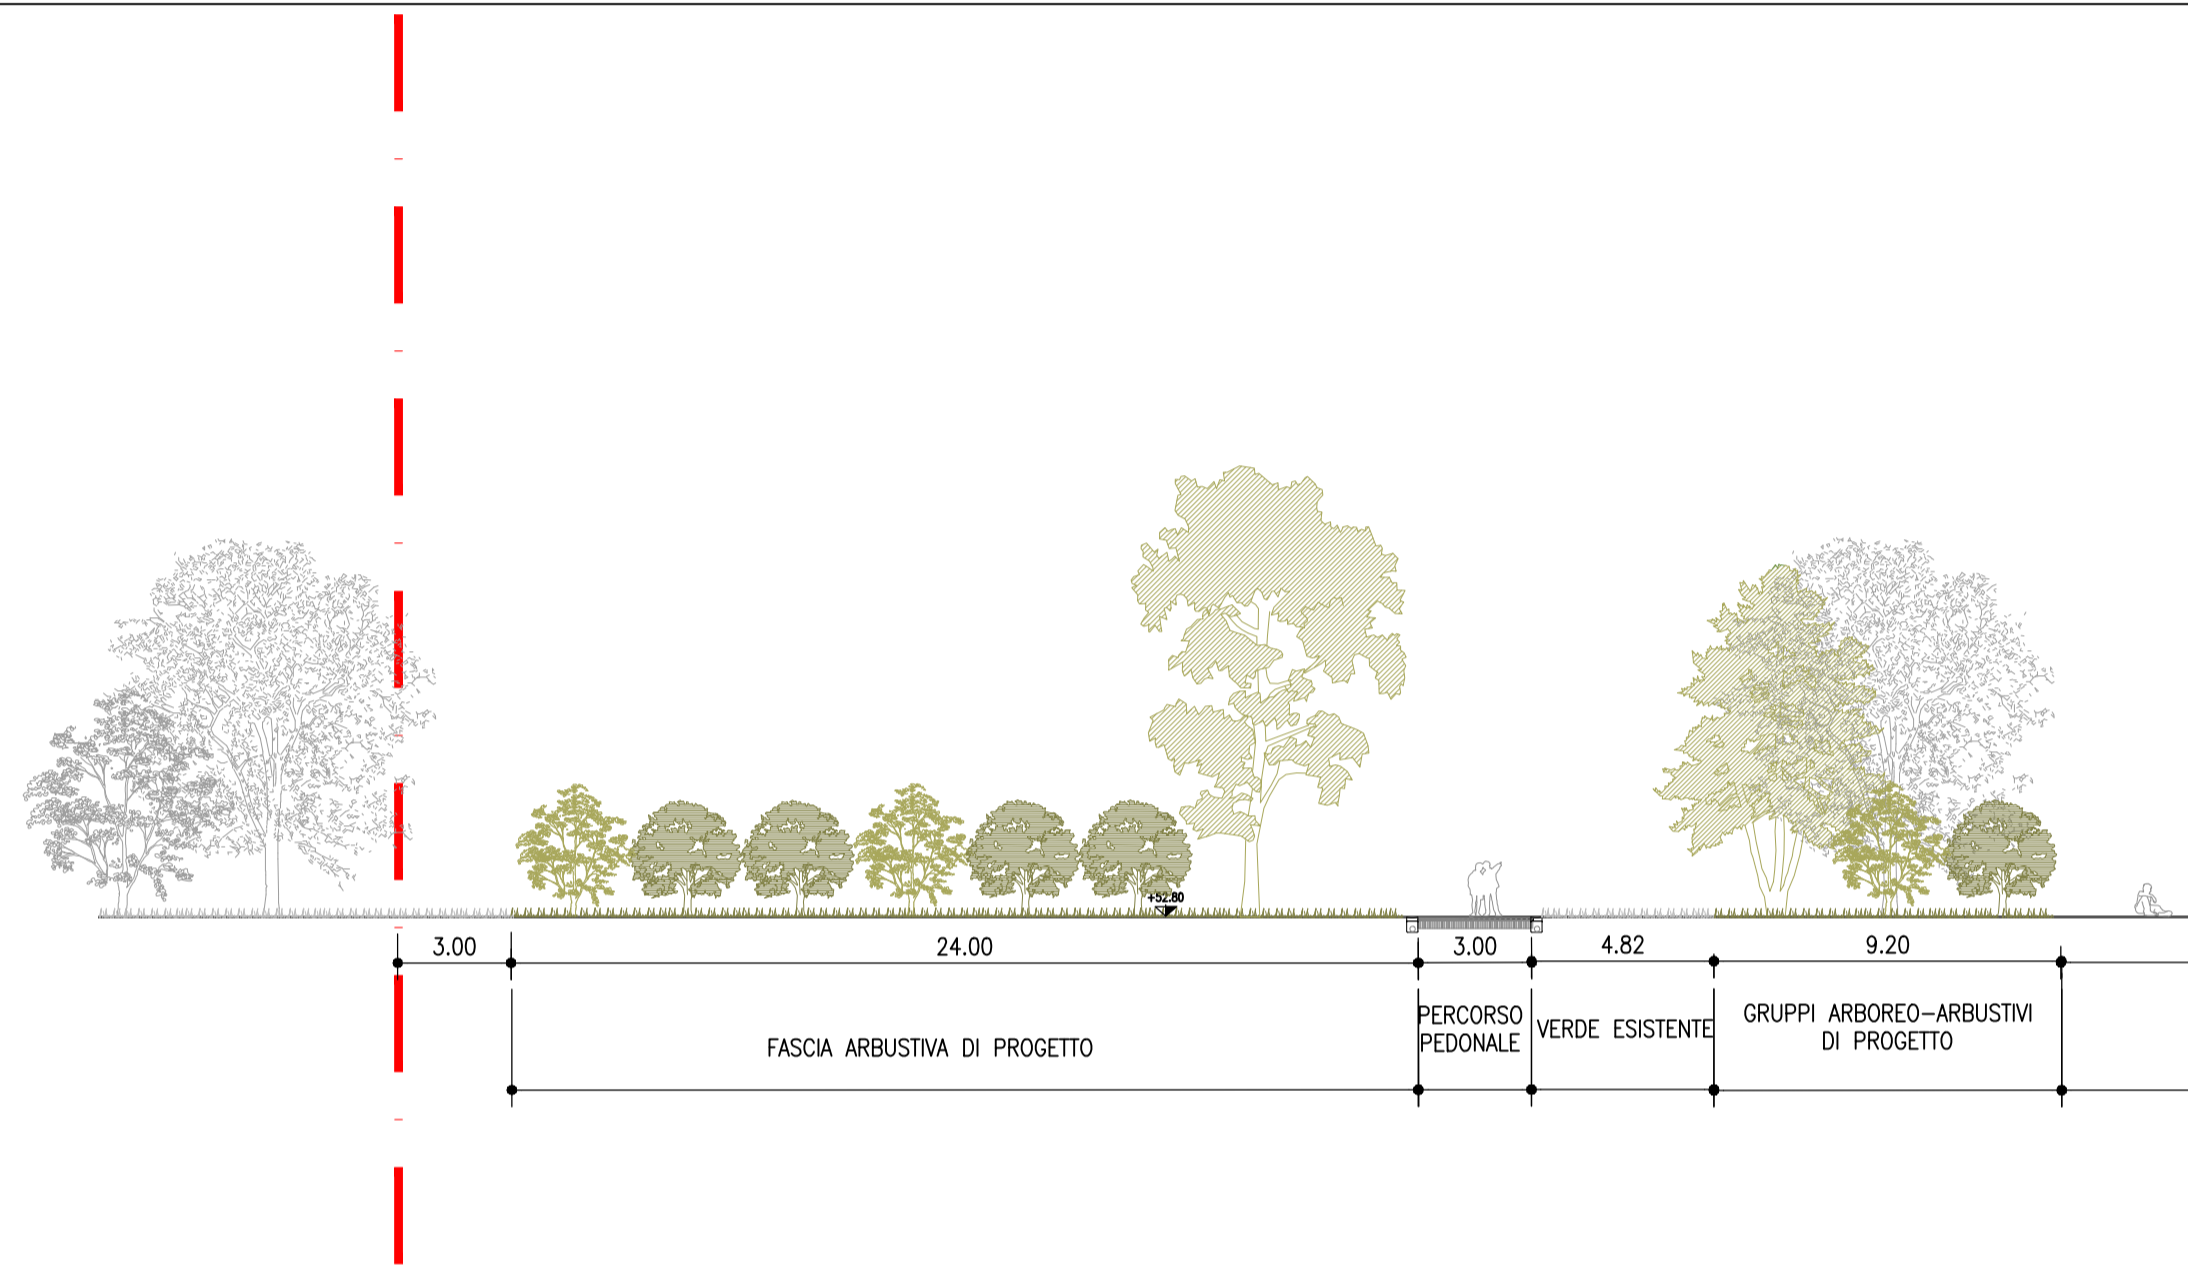 +52.80
3.00
24.00
3.00
4.82
9.20
FASCIA ARBUSTIVA DI PROGETTO
PERCORSO
PEDONALE
VERDE ESISTENTE
GRUPPI ARBOREO-ARBUSTIVI
DI PROGETTO